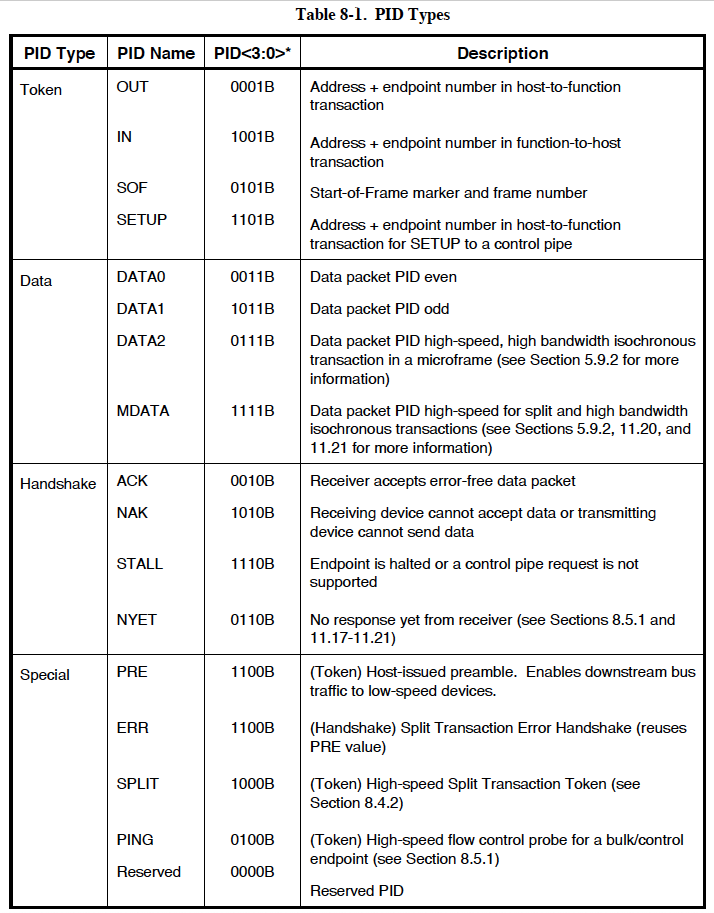 Table 8-1. PID Types
PID Type PID Name PID<3:0>* Description
Token OUT 0001B Address + endpoint number in host-to-function
transaction
IN 1001B Address + endpoint number in function-to-host
transaction
SOF 0101B Start-of-Frame marker and frame number
SETUP 1101B Address + endpoint number in host-to-function
transaction for SETUP to a control pipe
Data DATA0 0011B Data packet PID even
DATA1 1011B Data packet PID odd
DATA2 0111B Data packet PID high-speed, high bandwidth isochronous
transaction in a microframe (see Section 5.9.2 for more
information)
MDATA 1111B Data packet PID high-speed for split and high bandwidth
isochronous transactions (see Sections 5.9.2, 11.20, and
11.21 for more information)
Handshake ACK 0010B Receiver accepts error-free data packet
NAK 1010B Receiving device cannot accept data or transmitting
device cannot send data
STALL 1110B Endpoint is halted or a control pipe request is not
supported
NYET 0110B No response yet from receiver (see Sections 8.5.1 and
11.17-11.21)
Special PRE 1100B (Token) Host-issued preamble. Enables downstream bus
traffic to low-speed devices.
ERR 1100B (Handshake) Split Transaction Error Handshake (reuses
PRE value)
SPLIT 1000B (Token) High-speed Split Transaction Token (see
Section 8.4.2)
PING 0100B (Token) High-speed flow control probe for a bulk/control
endpoint (see Section 8.5.1)
Reserved 0000B
Reserved PID